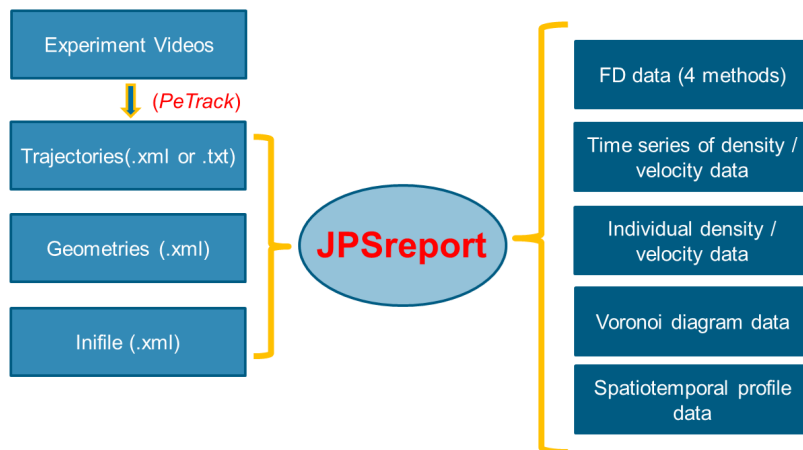 Experiment Videos
(PeTrack)
Trajectories(.xml or .txt)
Geometries (.xml)
Inifile (.xml)
JPSreport
FD data (4 methods)
Time series of density /
velocity data
Individual density /
velocity data
Voronoi diagram data
Spatiotemporal profile
data